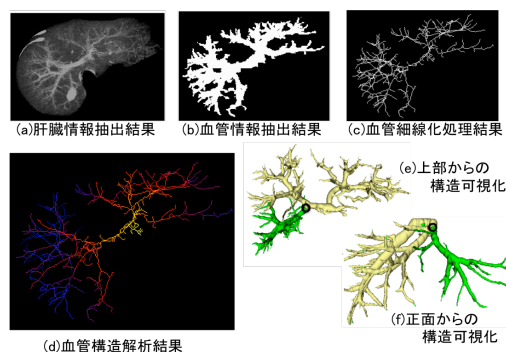 (a)肝臓情報抽出結果
(b)血管情報抽出結果
(c)血管細線化処理結果
(d)血管構造解析結果
(e)上部からの
構造可視化
(f)正面からの
構造可視化